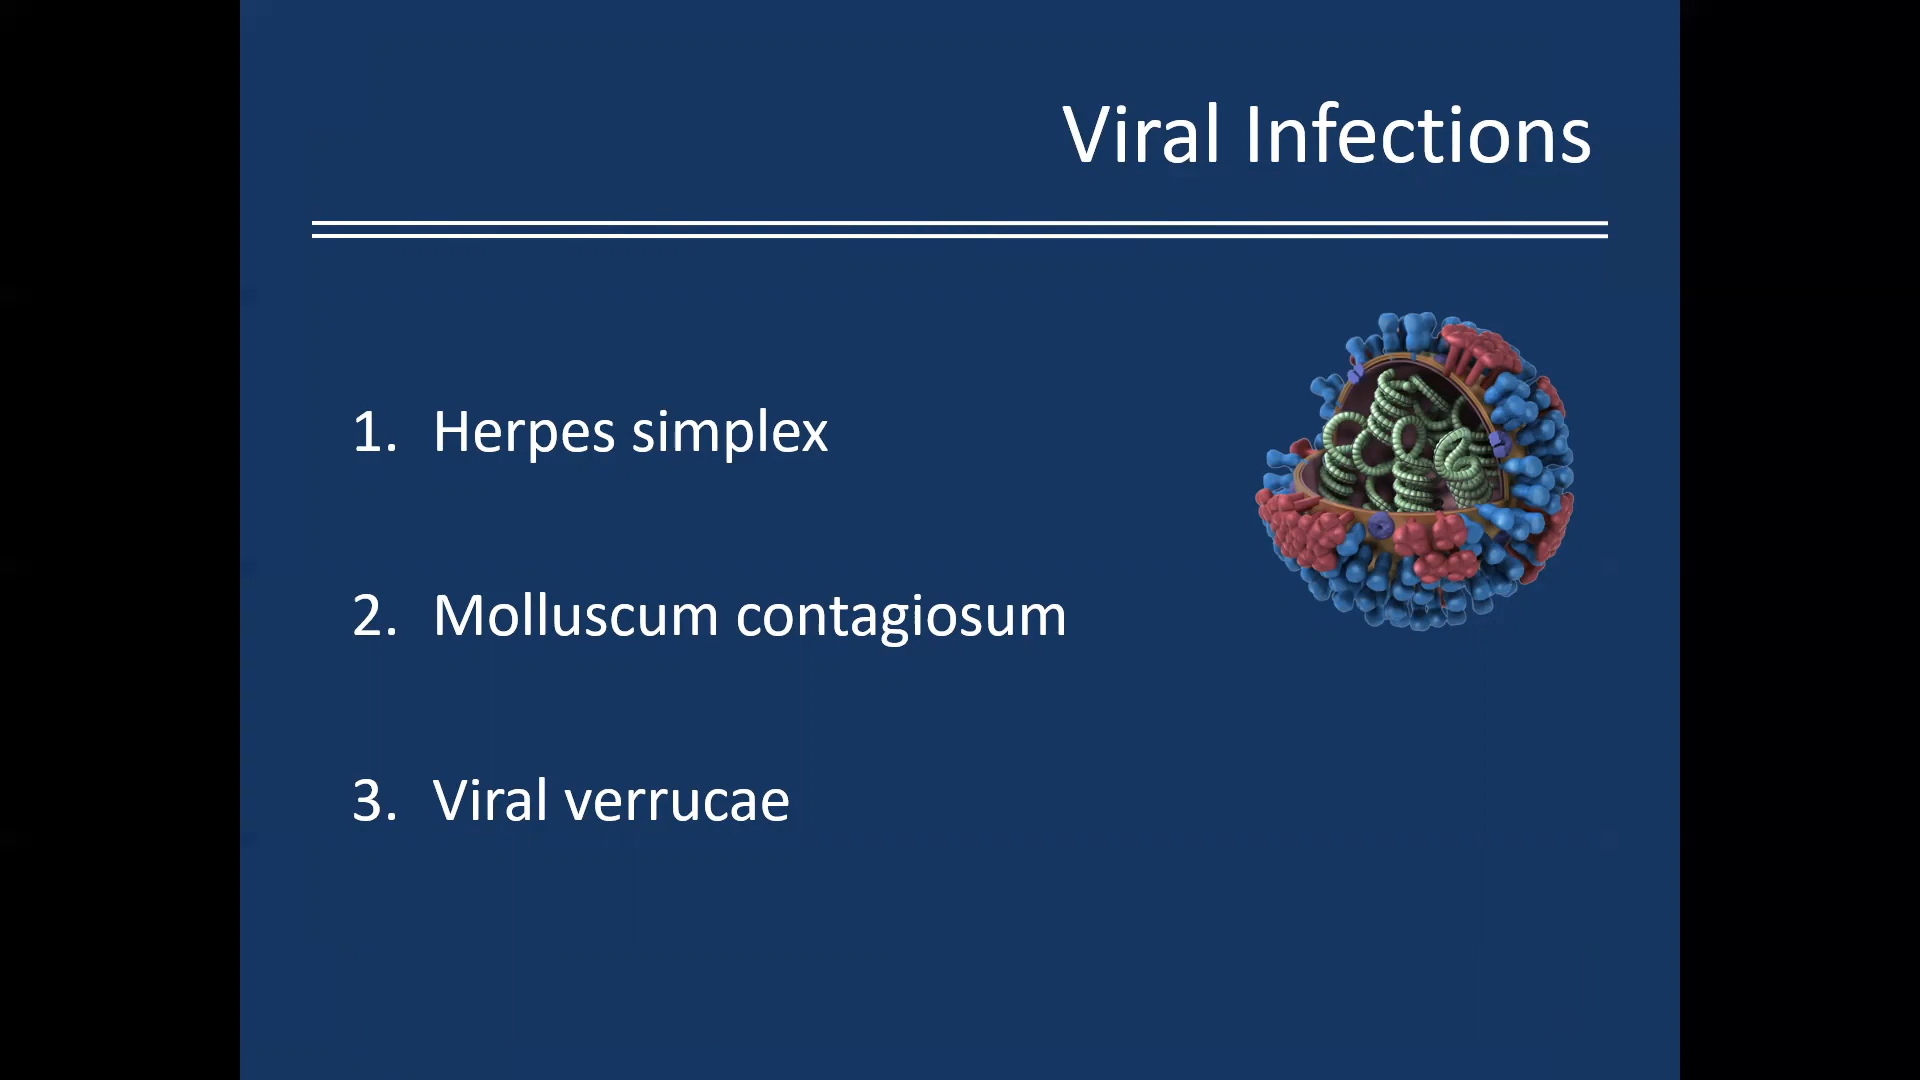 Viral Infections
1. Herpes simplex
2. Molluscum contagiosum
3. Viral verrucae